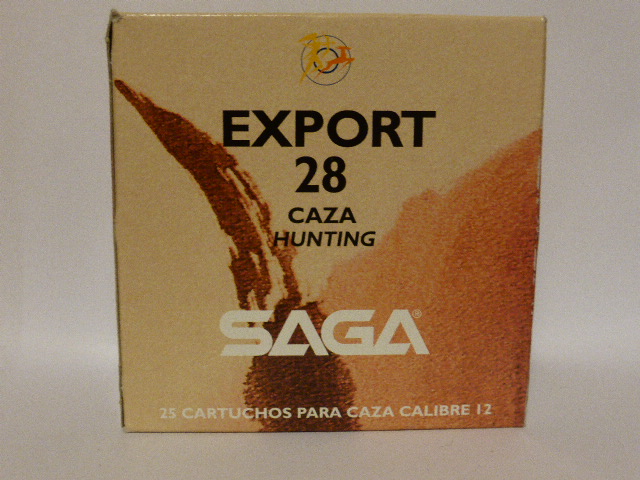 EXPORT
28
CAZA
HUNTING
SAGA®
25 CARTUCHOS PARA CAZA CALIBRE 12